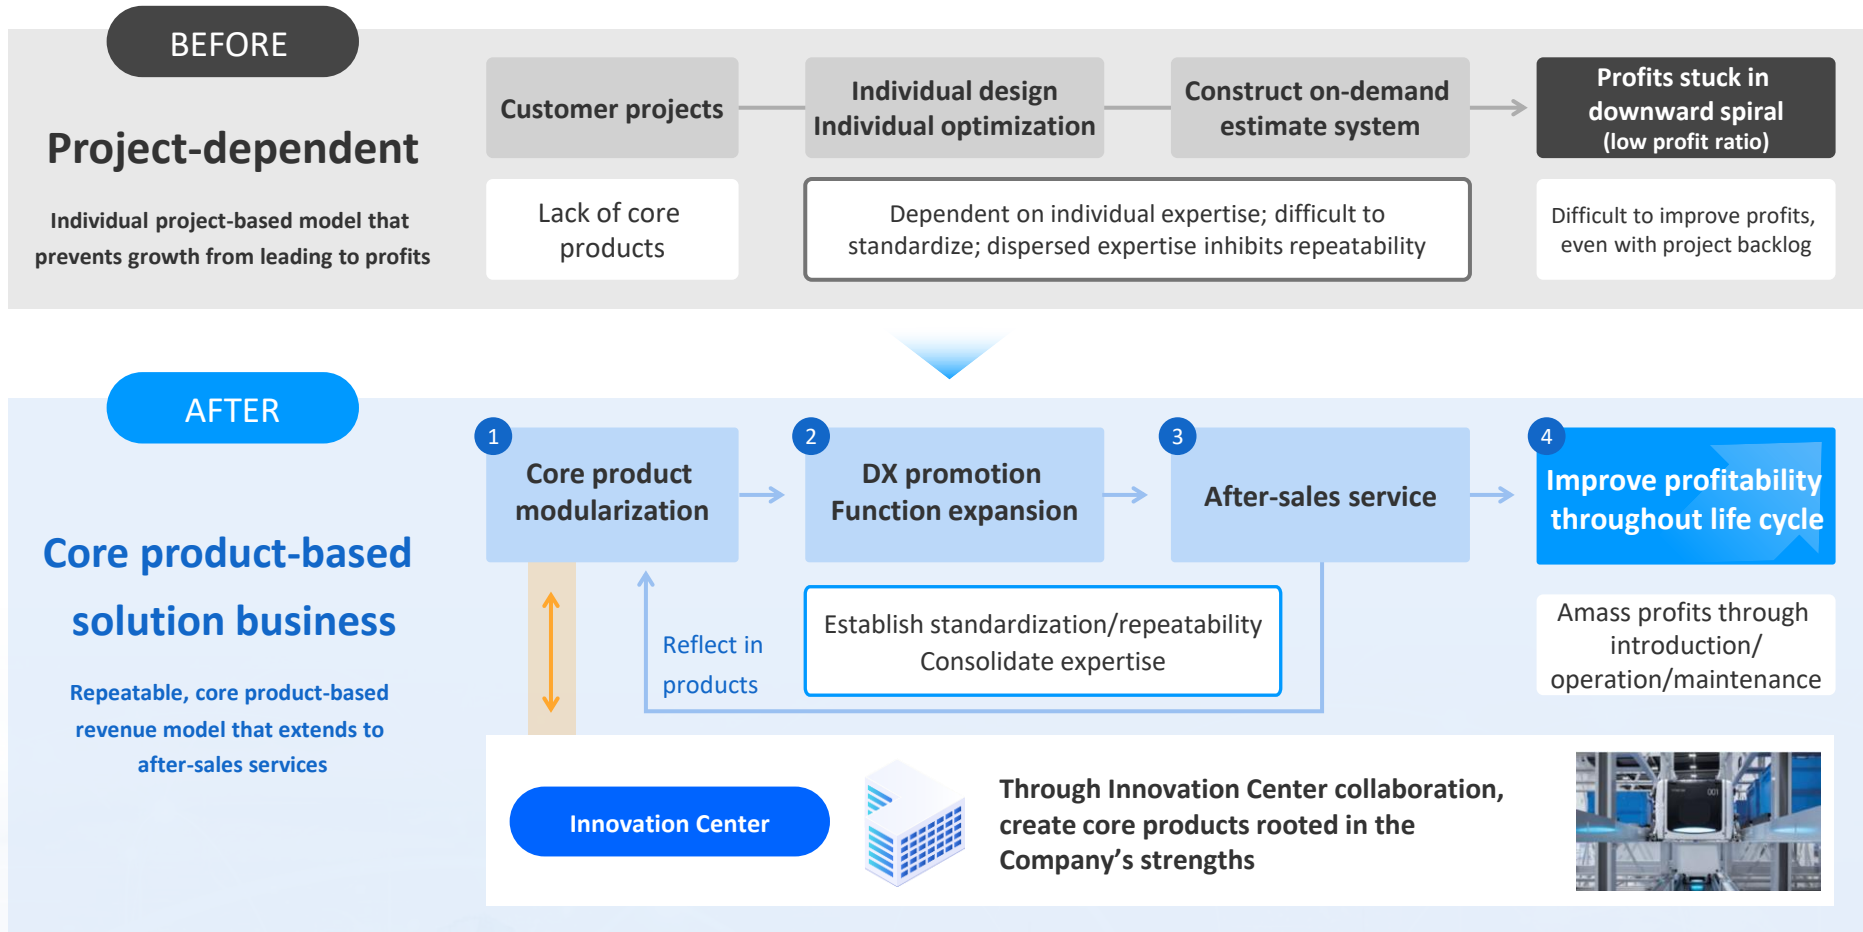 BEFORE
Project-dependent
Individual project-based model that
prevents growth from leading to profits
Customer projects
Individual design
Individual optimization
Construct on-demand
estimate system
Profits stuck in
downward spiral
(low profit ratio)
Lack of core
products
Dependent on individual expertise; difficult to
standardize; dispersed expertise inhibits repeatability
Difficult to improve profits,
even with project backlog
AFTER
Core product-based
solution business
Repeatable, core product-based
revenue model that extends to
after-sales services
1
Core product
modularization
2
DX promotion
Function expansion
3
After-sales service
4
Improve profitability
throughout life cycle
Reflect in
products
Establish standardization/repeatability
Consolidate expertise
Amass profits through
introduction/
operation/maintenance
Innovation Center
Through Innovation Center collaboration,
create core products rooted in the
Company's strengths
001